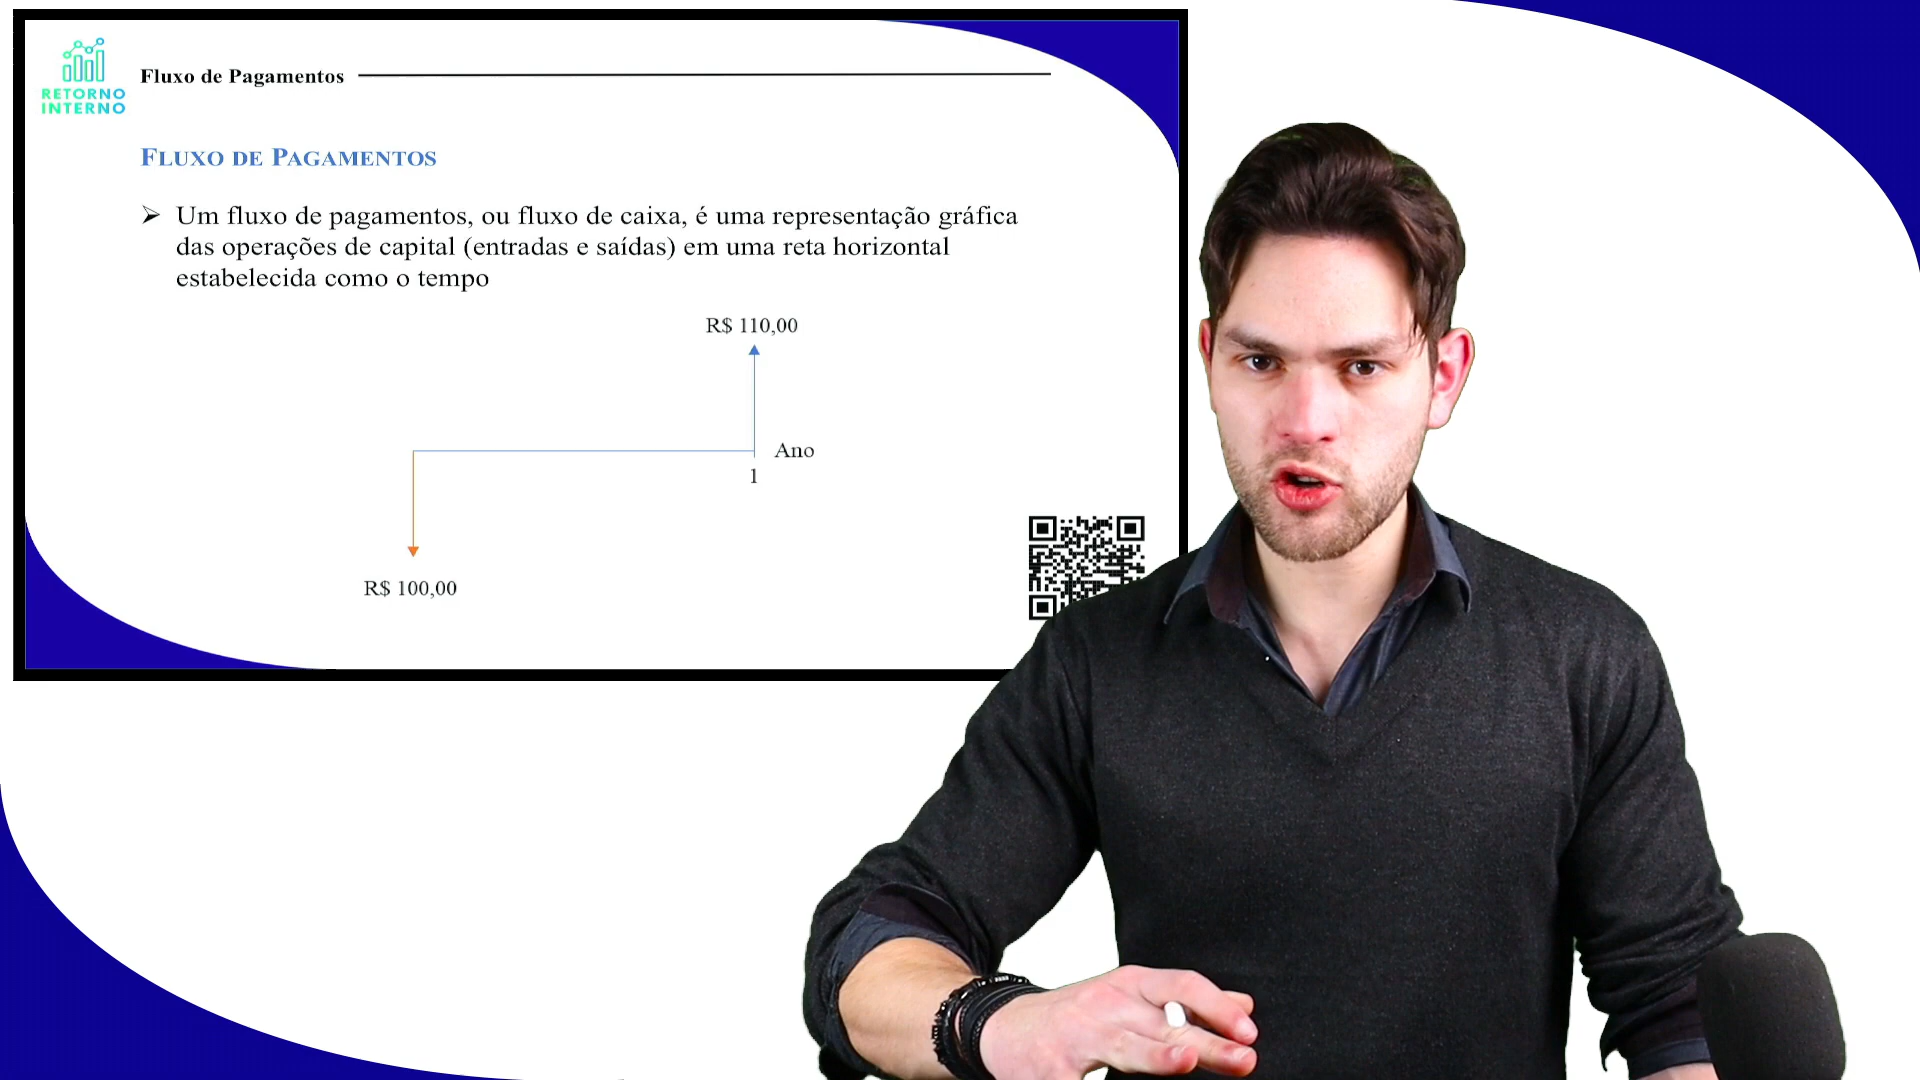 RETORNO
INTERNO
Fluxo de Pagamentos
FLUXO DE PAGAMENTOS
➢ Um fluxo de pagamentos, ou fluxo de caixa, é uma representação gráfica
das operações de capital (entradas e saídas) em uma reta horizontal
estabelecida como o tempo
R$ 110,00
Ano
1
R$ 100,00